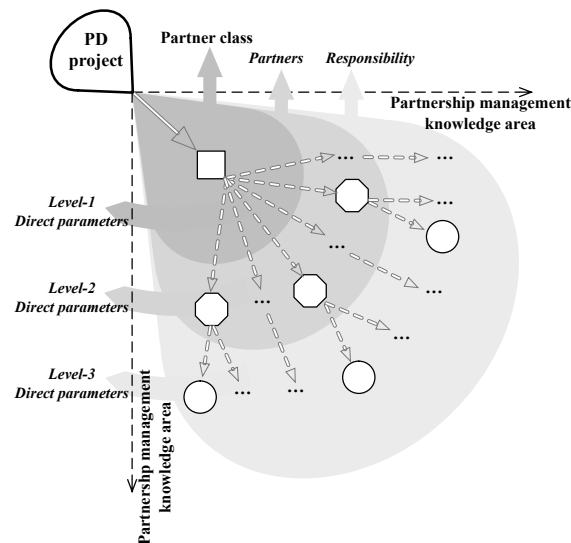 PD
project
Partner class
Partners
Responsibility
Partnership management
knowledge area
...
...
Level-1
Direct parameters
...
...
Level-2
Direct parameters
...
...
...
Level-3
Direct parameters
...
...
Partnershp management
knowledge area